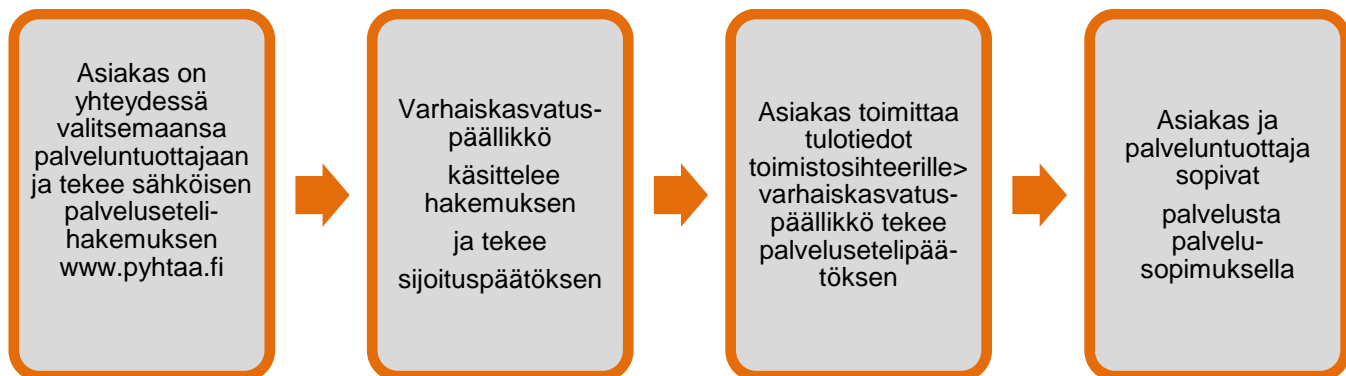 Asiakas on
yhteydessä
valitsemaansa
palveluntuottajaan
ja tekee sähköisen
palveluseteli-
hakemuksen
www.pyhtaa.fi
Varhaiskasvatus-
päällikkö
käsittelee
hakemuksen
ja tekee
sijoituspäätöksen
Asiakas toimittaa
tulotiedot
toimistosihteerille>
varhaiskasvatus-
päällikkö tekee
palvelusetelipää-
töksen
Asiakas ja
palveluntuottaja
sopivat
palvelusta
palvelu-
sopimuksella